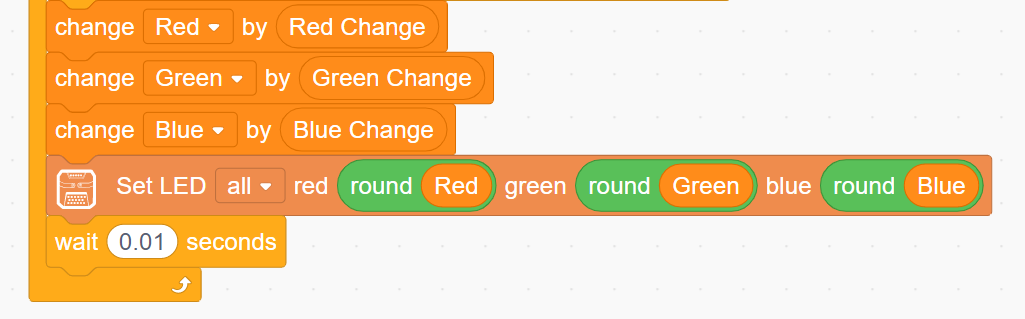 change Red by Red Change
change Green by Green Change
change Blue by Blue Change
Set LED all red round Red green round Green blue round Blue
wait 0.01 seconds